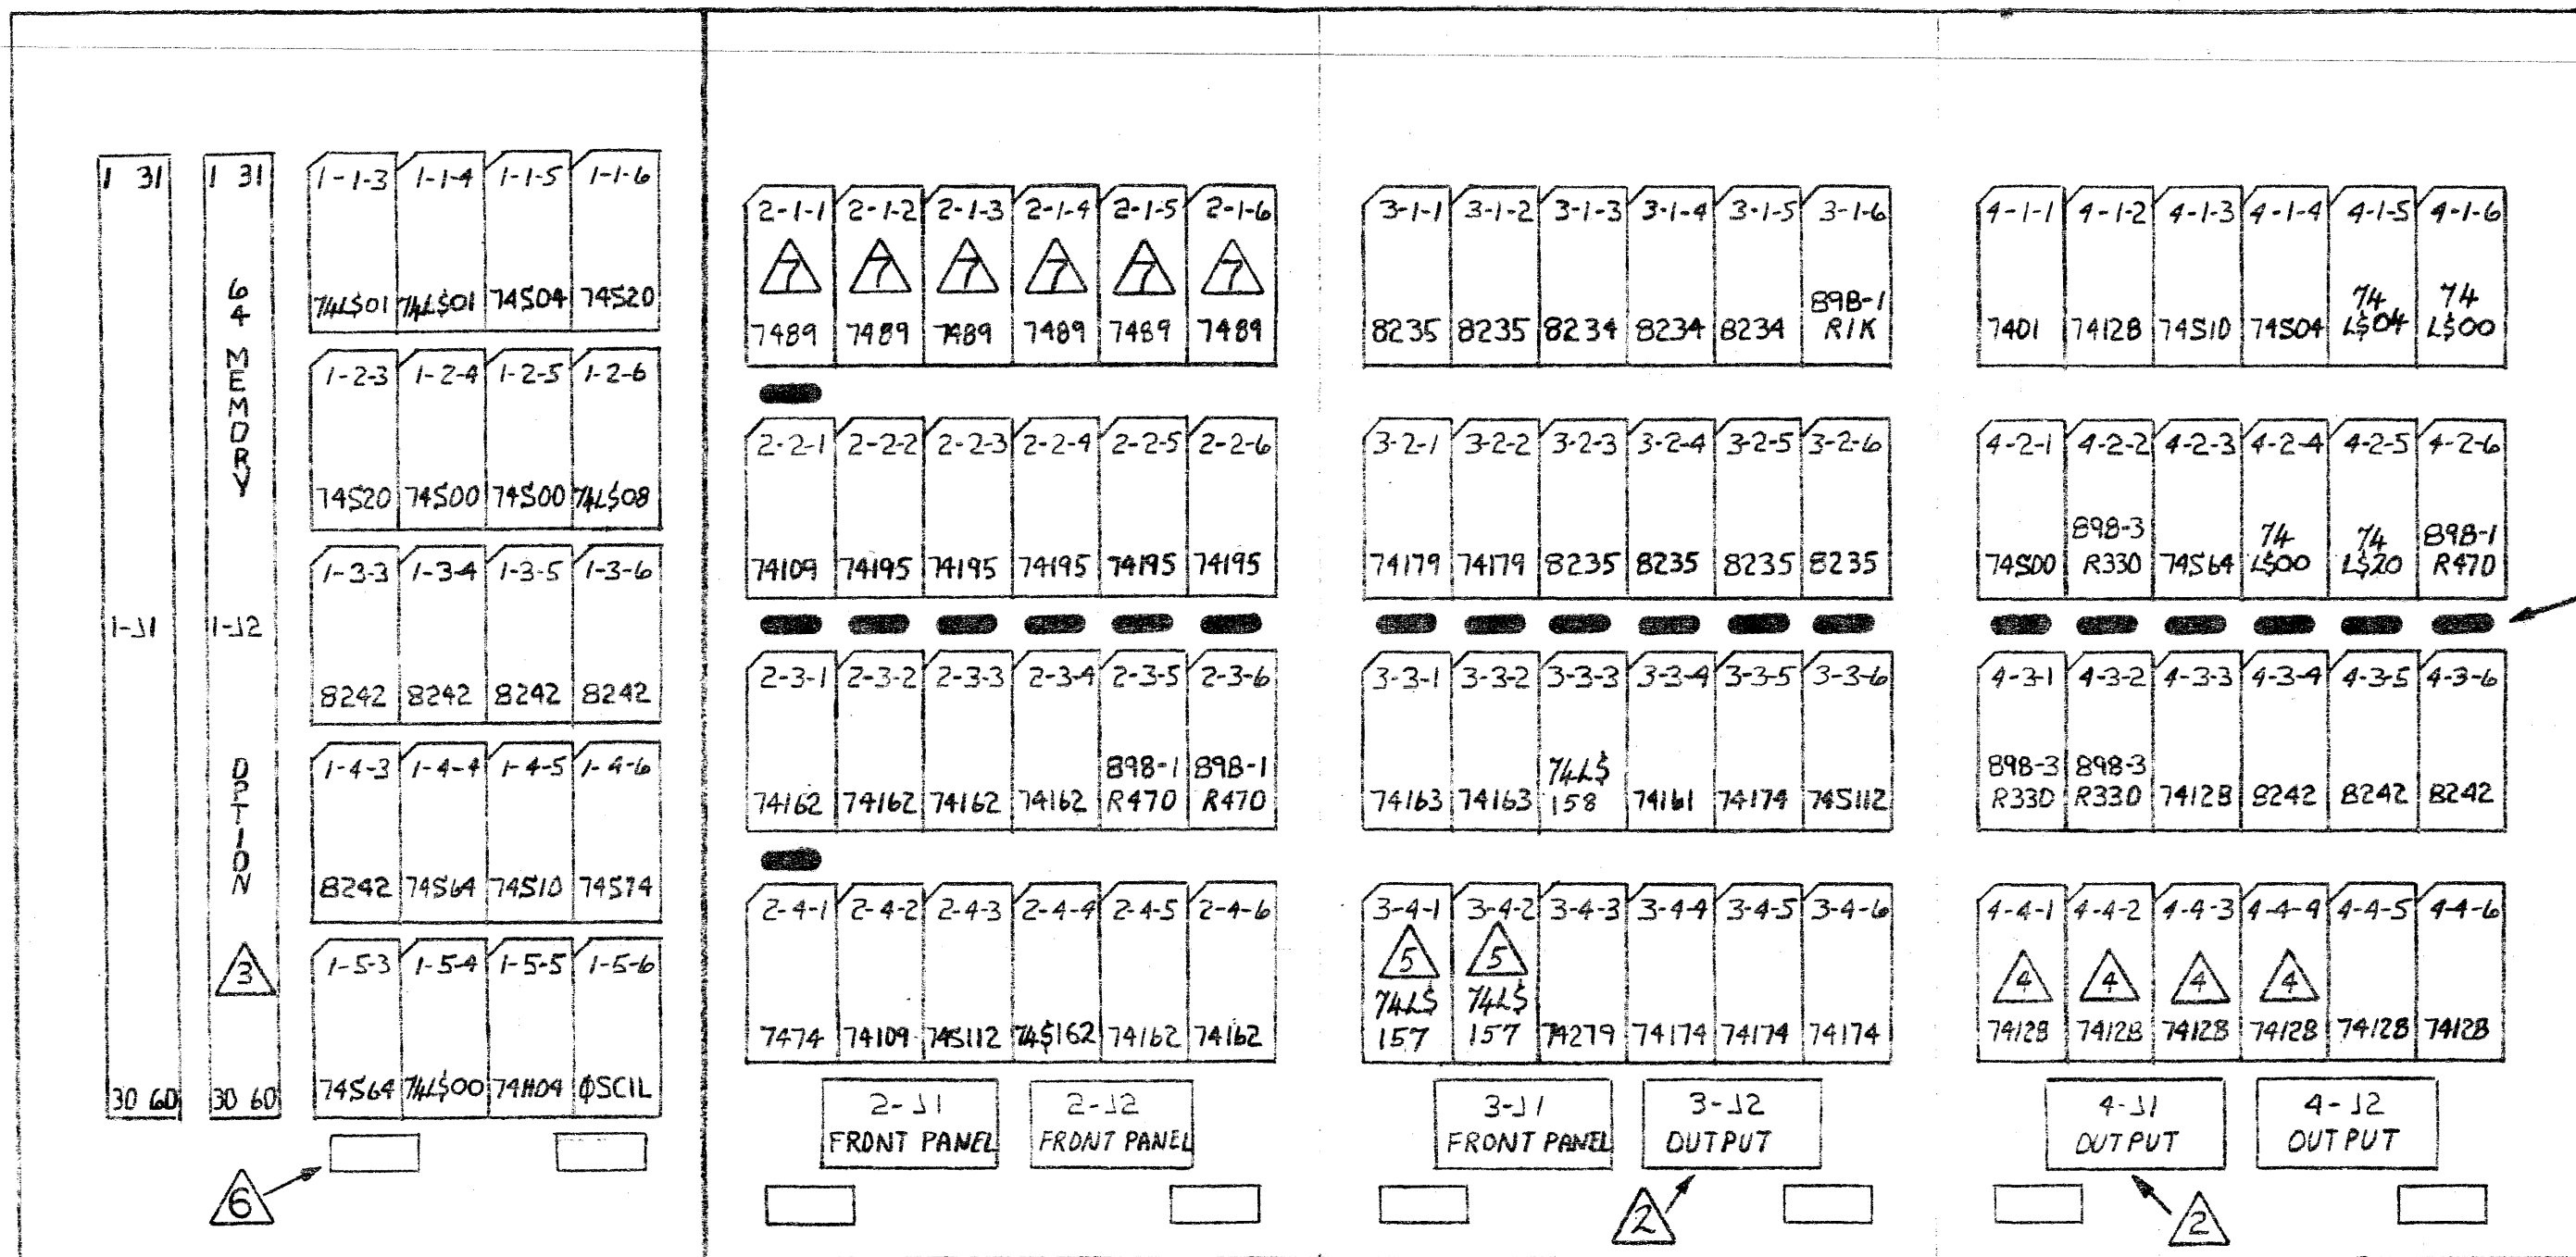 1 31
1 31
64 MEMORY OPTION
3
1-J1
1-J2
30 60
30 60
1-1-3 1-1-4 1-1-5 1-1-6
74LS01 74LS01 74S04 74S20
1-2-3 1-2-4 1-2-5 1-2-6
74S20 74S00 74S00 74LS08
1-3-3 1-3-4 1-3-5 1-3-6
8242 8242 8242 8242
1-4-3 1-4-4 1-4-5 1-4-6
8242 74S64 74S10 74S74
1-5-3 1-5-4 1-5-5 1-5-6
74S64 74LS00 74H04 ØSCIL
6
2-1-1 2-1-2 2-1-3 2-1-4 2-1-5 2-1-6
7 7 7 7 7 7
7489 7489 7489 7489 7489 7489
2-2-1 2-2-2 2-2-3 2-2-4 2-2-5 2-2-6
74109 74195 74195 74195 74195 74195
2-3-1 2-3-2 2-3-3 2-3-4 2-3-5 2-3-6
898-1 898-1
74162 74162 74162 74162 R470 R470
2-4-1 2-4-2 2-4-3 2-4-4 2-4-5 2-4-6
7474 74109 74S112 74S162 74162 74162
2-J1 2-J2
FRONT PANEL FRONT PANEL
3-1-1 3-1-2 3-1-3 3-1-4 3-1-5 3-1-6
898-1
8235 8235 8234 8234 8234 R1K
3-2-1 3-2-2 3-2-3 3-2-4 3-2-5 3-2-6
74179 74179 8235 8235 8235 8235
3-3-1 3-3-2 3-3-3 3-3-4 3-3-5 3-3-6
74LS
74163 74163 158 74161 74174 74S112
3-4-1 3-4-2 3-4-3 3-4-4 3-4-5 3-4-6
5 5
74LS 74LS
157 157 74279 74174 74174 74174
3-J1 3-J2
FRONT PANEL OUTPUT
2
4-1-1 4-1-2 4-1-3 4-1-4 4-1-5 4-1-6
74 74
7401 74128 74S10 74S04 LS04 LS00
4-2-1 4-2-2 4-2-3 4-2-4 4-2-5 4-2-6
898-3 74 74 898-1
74S00 R330 74S64 LS00 LS20 R470
4-3-1 4-3-2 4-3-3 4-3-4 4-3-5 4-3-6
898-3 898-3
R330 R330 74128 8242 8242 8242
4-4-1 4-4-2 4-4-3 4-4-4 4-4-5 4-4-6
4 4 4 4
74128 74128 74128 74128 74128 74128
4-J1 4-J2
OUTPUT OUTPUT
2